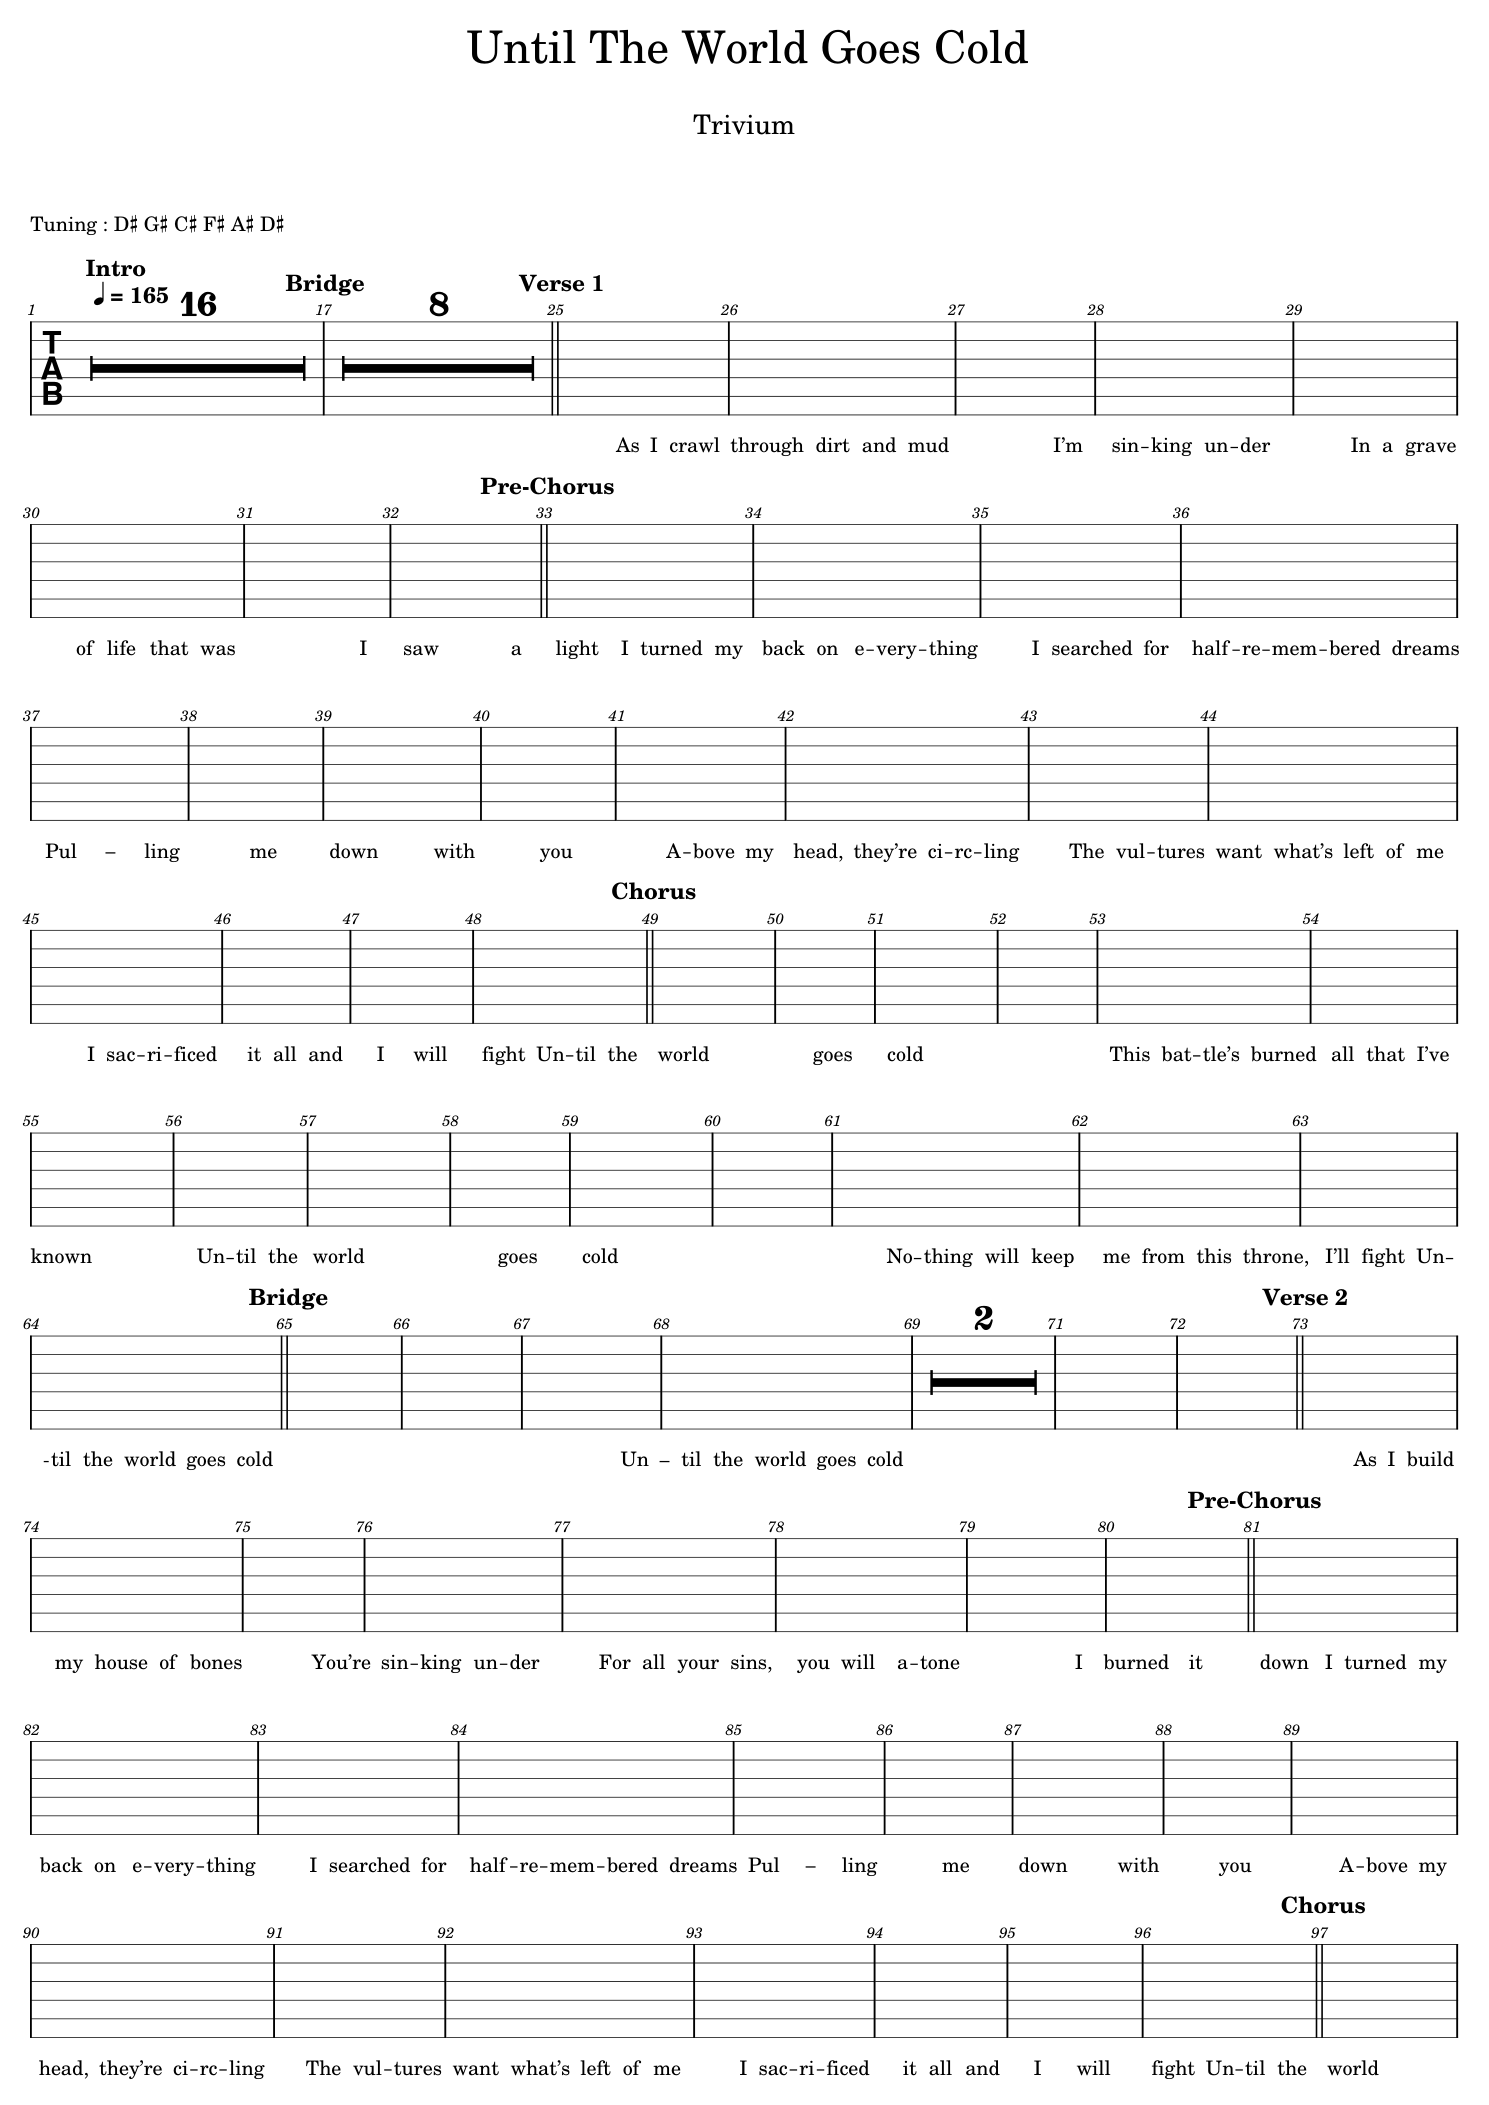 Until The World Goes Cold
Trivium
Tuning : D♯ G♯ C♯ F♯ A♯ D♯
Intro
♩ = 165 16 Bridge 8 Verse 1
1 17 25 26 27 28 29
T
A
B
As I crawl through dirt and mud I'm sin–king un–der In a grave
Pre-Chorus
30 31 32 33 34 35 36
of life that was I saw a light I turned my back on e–very–thing I searched for half–re–mem–bered dreams
37 38 39 40 41 42 43 44
Pul – ling me down with you A–bove my head, they're ci–rc–ling The vul–tures want what's left of me
Chorus
45 46 47 48 49 50 51 52 53 54
I sac–ri–ficed it all and I will fight Un–til the world goes cold This bat–tle's burned all that I've
55 56 57 58 59 60 61 62 63
known Un–til the world goes cold No–thing will keep me from this throne, I'll fight Un–
Bridge 2 Verse 2
64 65 66 67 68 69 71 72 73
-til the world goes cold Un – til the world goes cold As I build
Pre-Chorus
74 75 76 77 78 79 80 81
my house of bones You're sin–king un–der For all your sins, you will a–tone I burned it down I turned my
82 83 84 85 86 87 88 89
back on e–very–thing I searched for half–re–mem–bered dreams Pul – ling me down with you A–bove my
Chorus
90 91 92 93 94 95 96 97
head, they're ci–rc–ling The vul–tures want what's left of me I sac–ri–ficed it all and I will fight Un–til the world